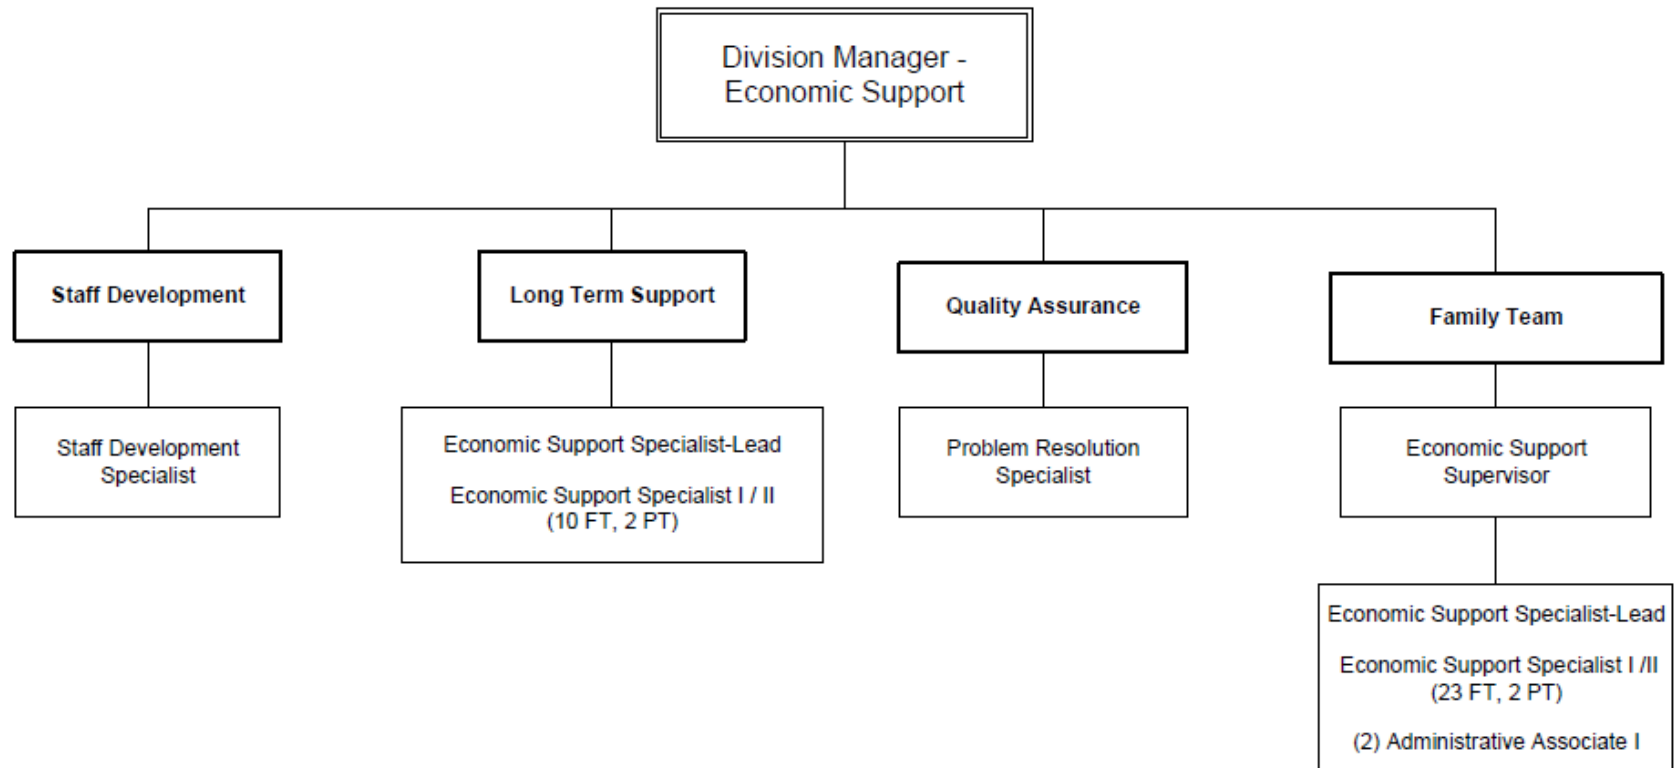 Division Manager -
Economic Support
Staff Development
Long Term Support
Quality Assurance
Family Team
Staff Development
Specialist
Economic Support Specialist-Lead
Economic Support Specialist I / II
(10 FT, 2 PT)
Problem Resolution
Specialist
Economic Support
Supervisor
Economic Support Specialist-Lead
Economic Support Specialist I /II
(23 FT, 2 PT)
(2) Administrative Associate I